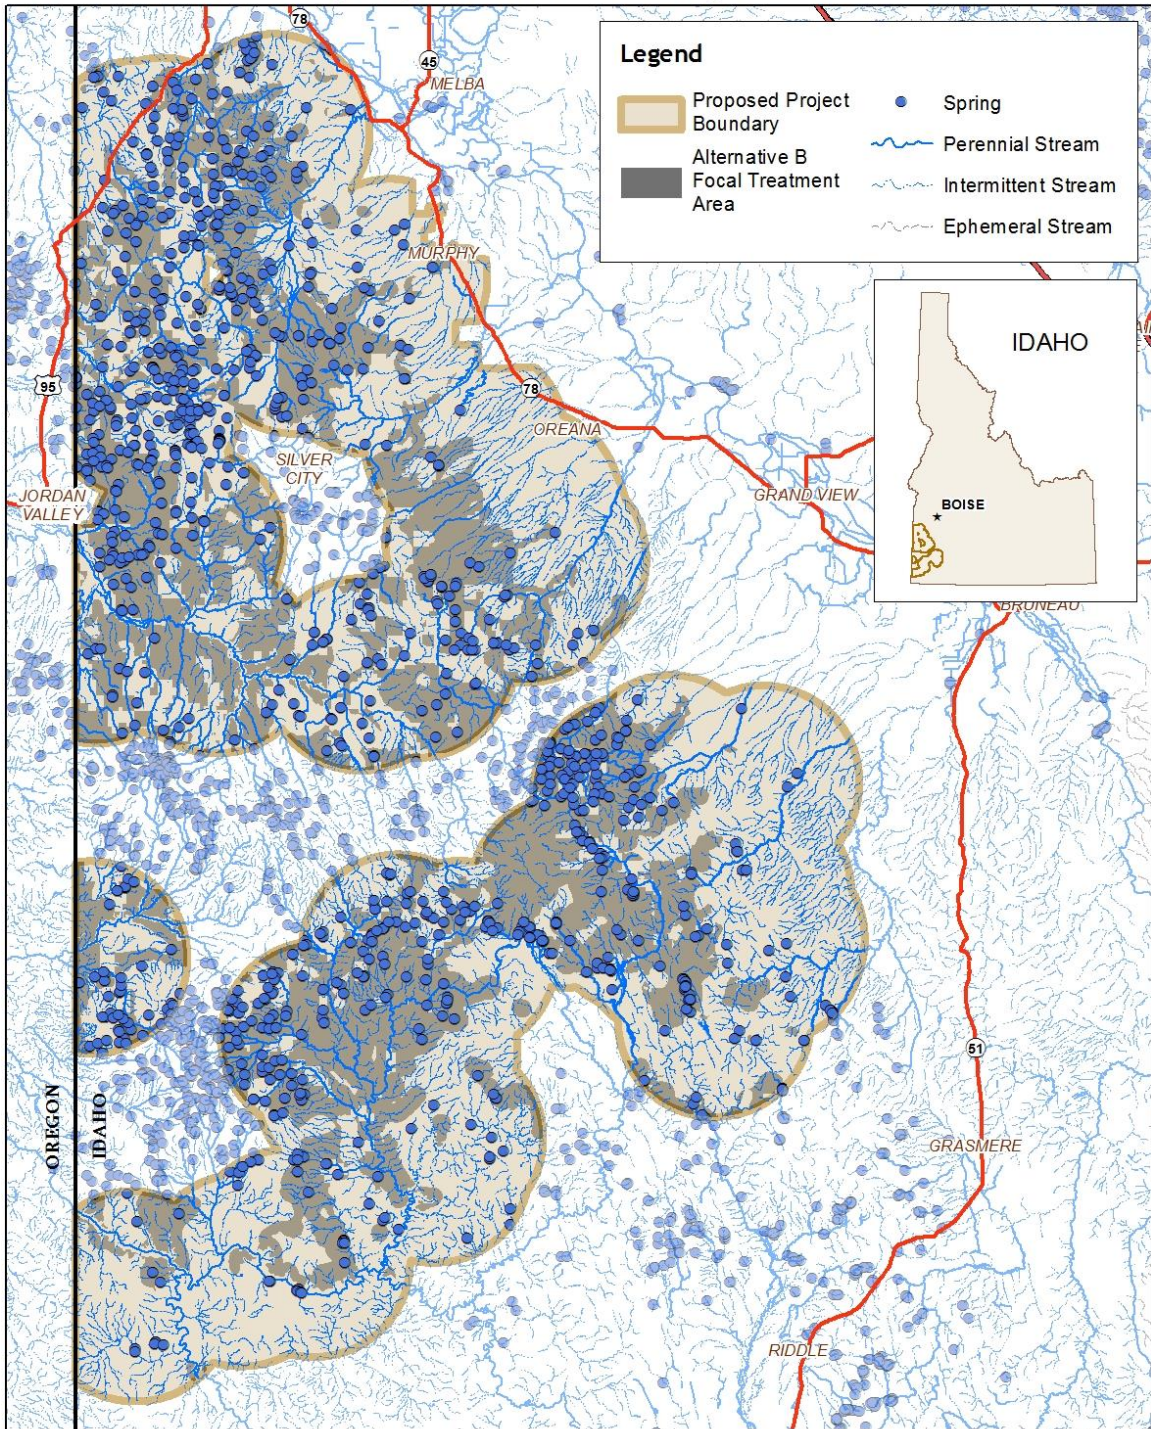 78
45
MELBA
Legend
Proposed Project
Boundary
Alternative B
Focal Treatment
Area
Spring
Perennial Stream
Intermittent Stream
Ephemeral Stream
MURPHY
IDAHO
95
78
OREANA
SILVER
CITY
JORDAN
VALLEY
GRAND VIEW
BOISE
BRUNEAU
51
OREGON
IDAHO
GRASMERE
RIDDLE